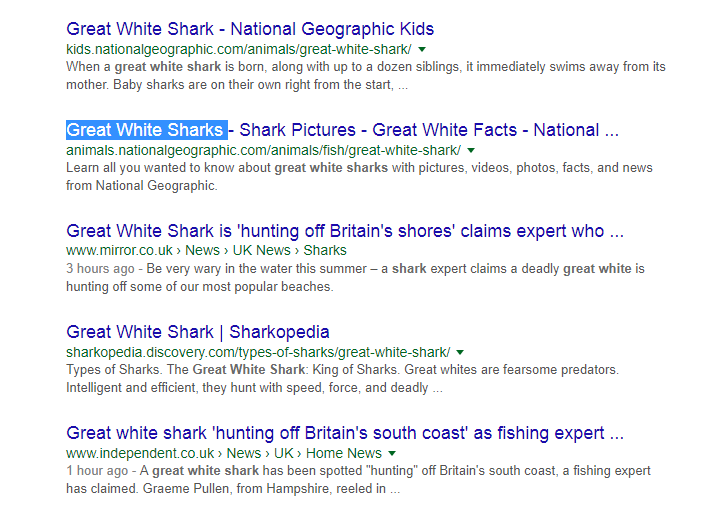 Great White Shark - National Geographic Kids
kids.nationalgeographic.com/animals/great-white-shark/
When a great white shark is born, along with up to a dozen siblings, it immediately swims away from its
mother. Baby sharks are on their own right from the start, ...
Great White Sharks - Shark Pictures - Great White Facts - National ...
animals.nationalgeographic.com/animals/fish/great-white-shark/
Learn all you wanted to know about great white sharks with pictures, videos, photos, facts, and news
from National Geographic.
Great White Shark is 'hunting off Britain's shores' claims expert who ...
www.mirror.co.uk › News › UK News › Sharks
3 hours ago - Be very wary in the water this summer – a shark expert claims a deadly great white is
hunting off some of our most popular beaches.
Great White Shark | Sharkopedia
sharkopedia.discovery.com/types-of-sharks/great-white-shark/
Types of Sharks. The Great White Shark: King of Sharks. Great whites are fearsome predators.
Intelligent and efficient, they hunt with speed, force, and deadly ...
Great white shark 'hunting off Britain's south coast' as fishing expert ...
www.independent.co.uk › News › UK › Home News
1 hour ago - A great white shark has been spotted "hunting" off Britain's south coast, a fishing expert
has claimed. Graeme Pullen, from Hampshire, reeled in ...